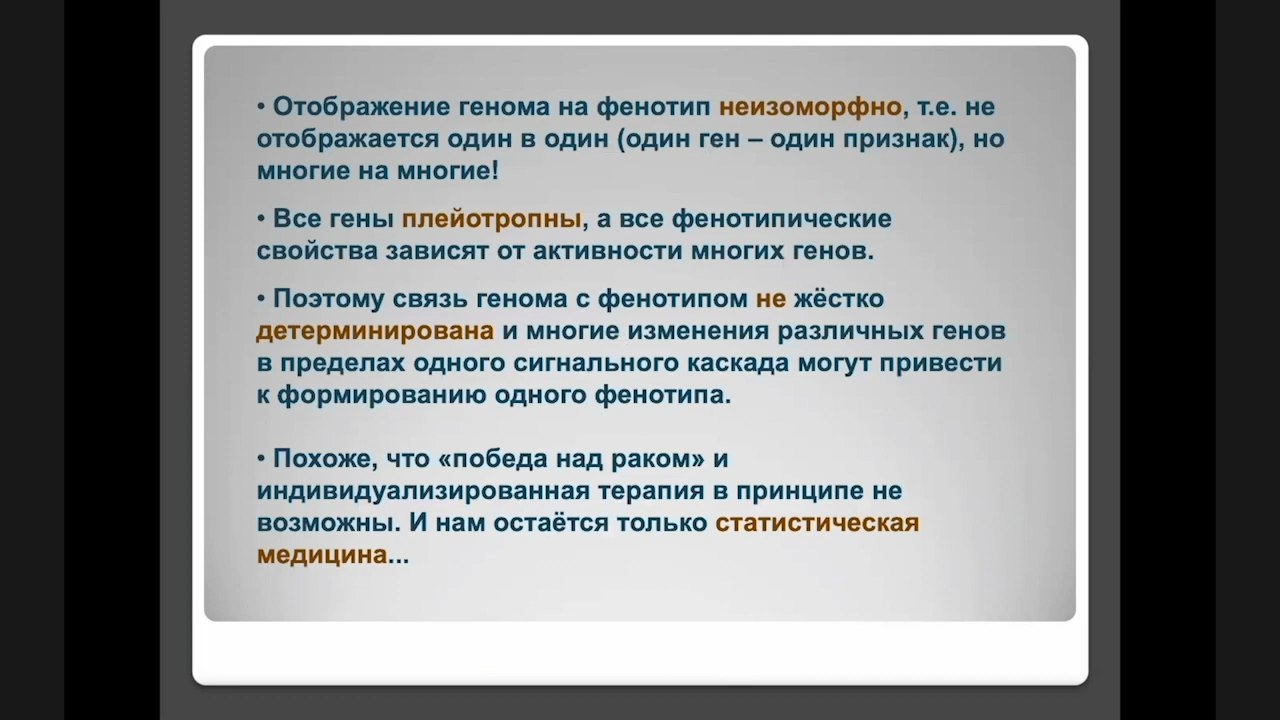 • Отображение генома на фенотип неизоморфно, т.е. не
отображается один в один (один ген – один признак), но
многие на многие!
• Все гены плейотропны, а все фенотипические
свойства зависят от активности многих генов.
• Поэтому связь генома с фенотипом не жёстко
детерминирована и многие изменения различных генов
в пределах одного сигнального каскада могут привести
к формированию одного фенотипа.
• Похоже, что «победа над раком» и
индивидуализированная терапия в принципе не
возможны. И нам остаётся только статистическая
медицина...